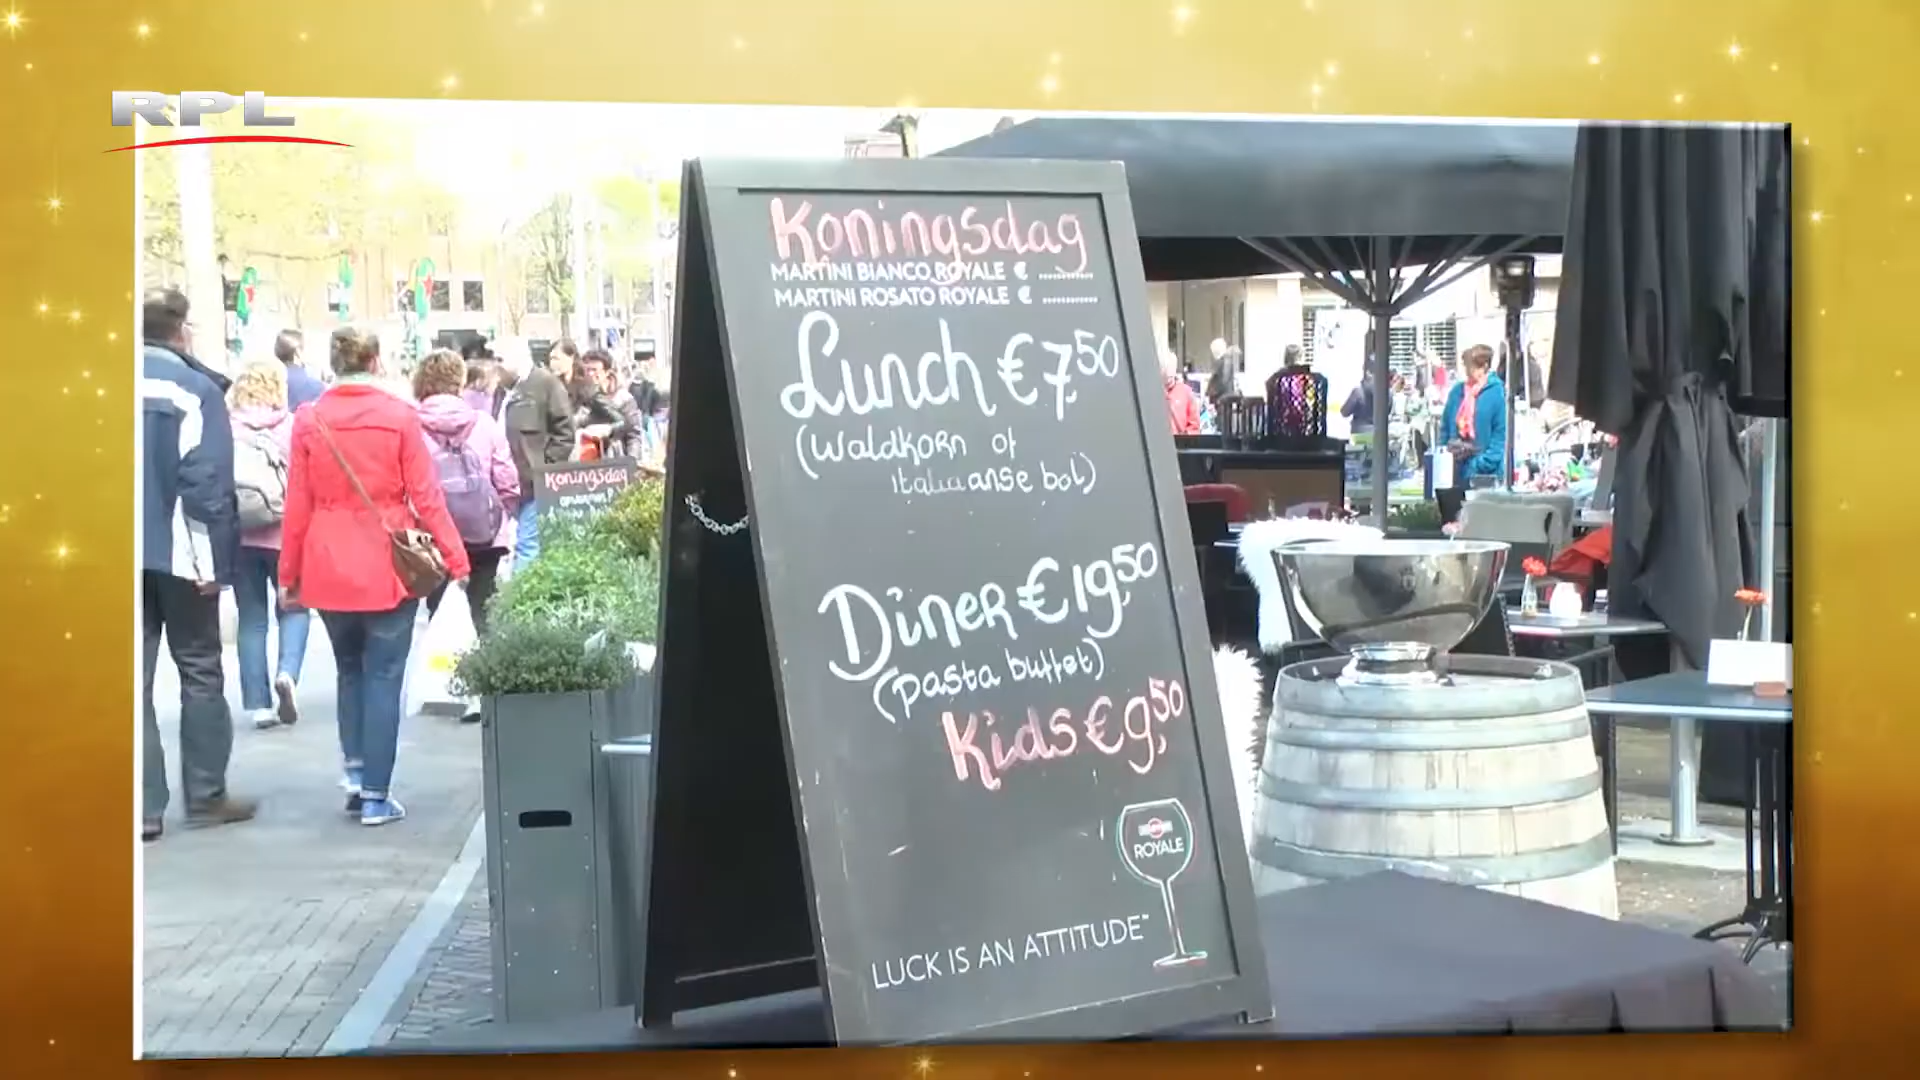 RPL
Koningsdag
MARTINI BIANCO ROYALE € ............
MARTINI ROSATO ROYALE € ............
Lunch €7,50
(Waldkorn of
italiaanse bol)
Koningsdag
Diner €19,50
(pasta buffet)
Kids €9,50
ROYALE
LUCK IS AN ATTITUDE™